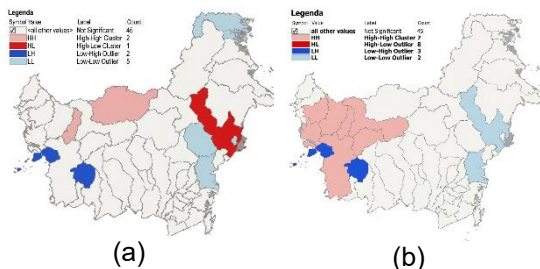 Legenda
Symbol Value Label Count
<all other values> Not Significant 46
HH High-High Cluster 2
HL High-Low Cluster 1
LH Low-High Outlier 2
LL Low-Low Outlier 5
(a)
Legenda
Symbol Value Label Count
all other values> Not Significant 45
HH High-High Cluster 7
HL High-Low Outlier 8
LH Low-High Outlier 3
LL Low-Low Outlier 2
(b)